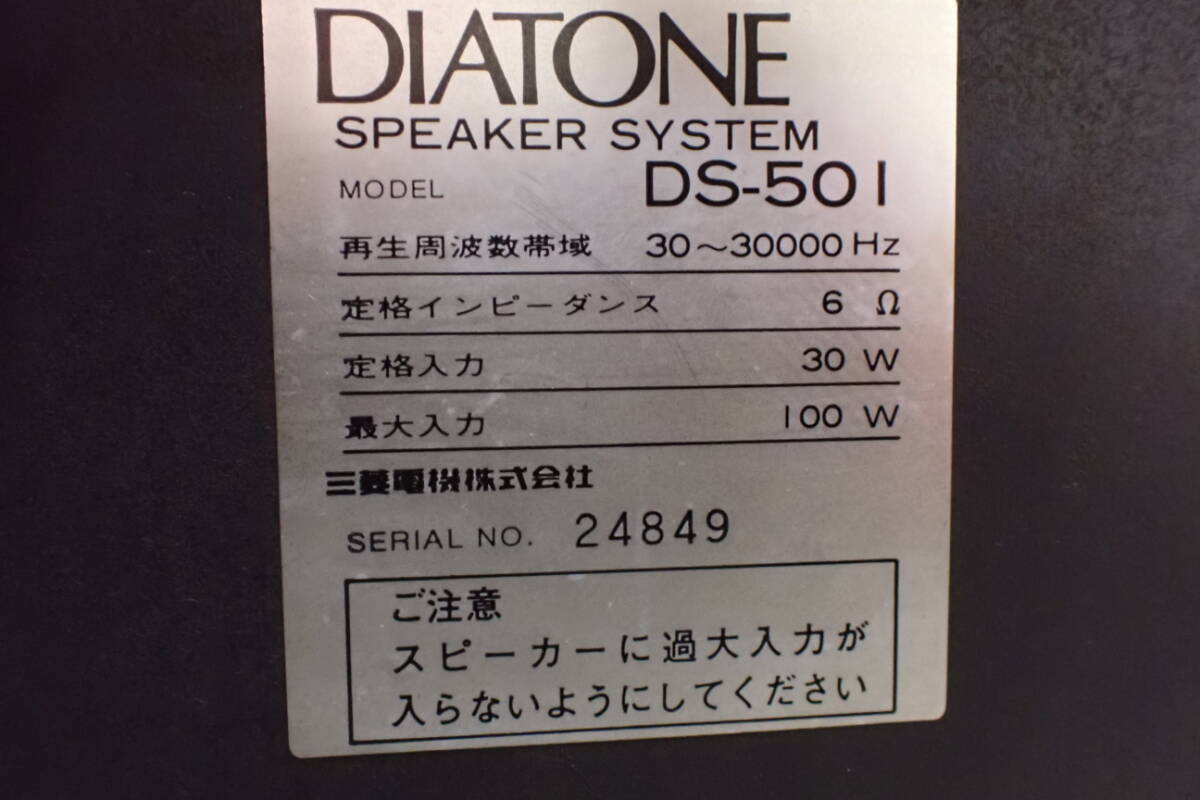 DIATONE
SPEAKER SYSTEM
MODEL DS-501
再生周波数帯域 30～30000 Hz
定格インピーダンス 6 Ω
定格入力 30 W
最大入力 100 W
三菱電機株式会社
SERIAL NO. 24849
ご注意
スピーカーに過大入力が
入らないようにしてください